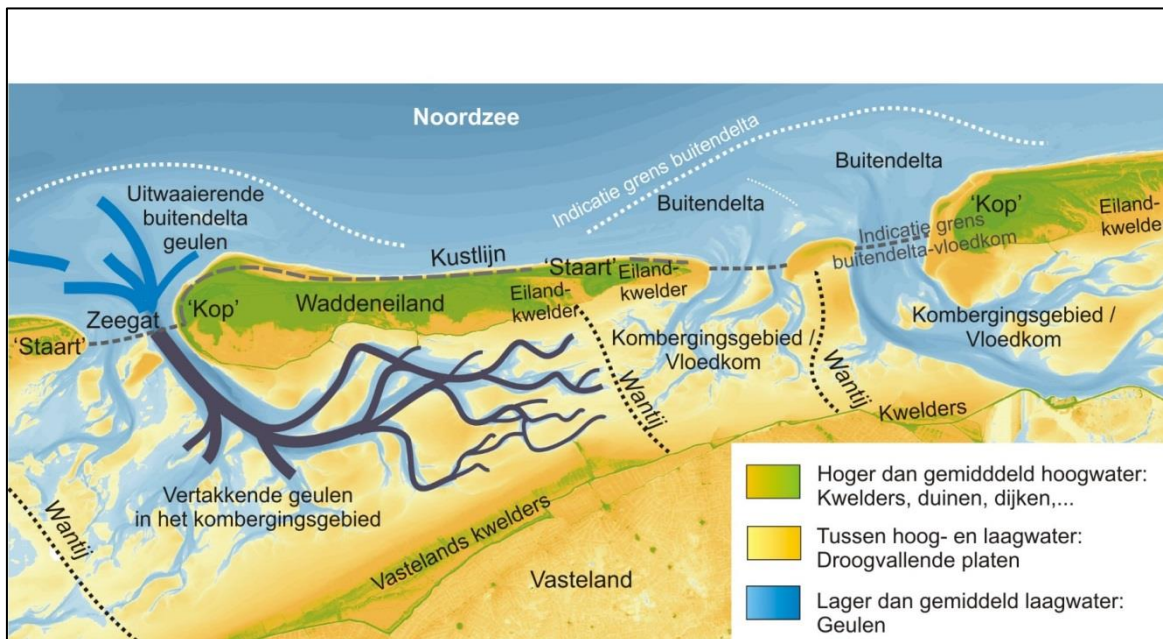 Noordzee
Indicatie grens buitendelta
Buitendelta
Uitwaaierende
buitendelta
geulen
Buitendelta
'Kop'
Eiland-
kwelder
Indicatie grens
buitendelta-vloedkom
Kustlijn
'Staart'
Eiland-
kwelder
'Kop'
Waddeneiland
Eiland-
kwelder
Zeegat
'Staart'
Kombergingsgebied /
Vloedkom
Kombergingsgebied /
Vloedkom
Wantij
Wantij
Kwelders
Vertakkende geulen
in het kombergingsgebied
Wantij
Vastelands kwelders
Vasteland
Hoger dan gemidddeld hoogwater:
Kwelders, duinen, dijken,...
Tussen hoog- en laagwater:
Droogvallende platen
Lager dan gemiddeld laagwater:
Geulen